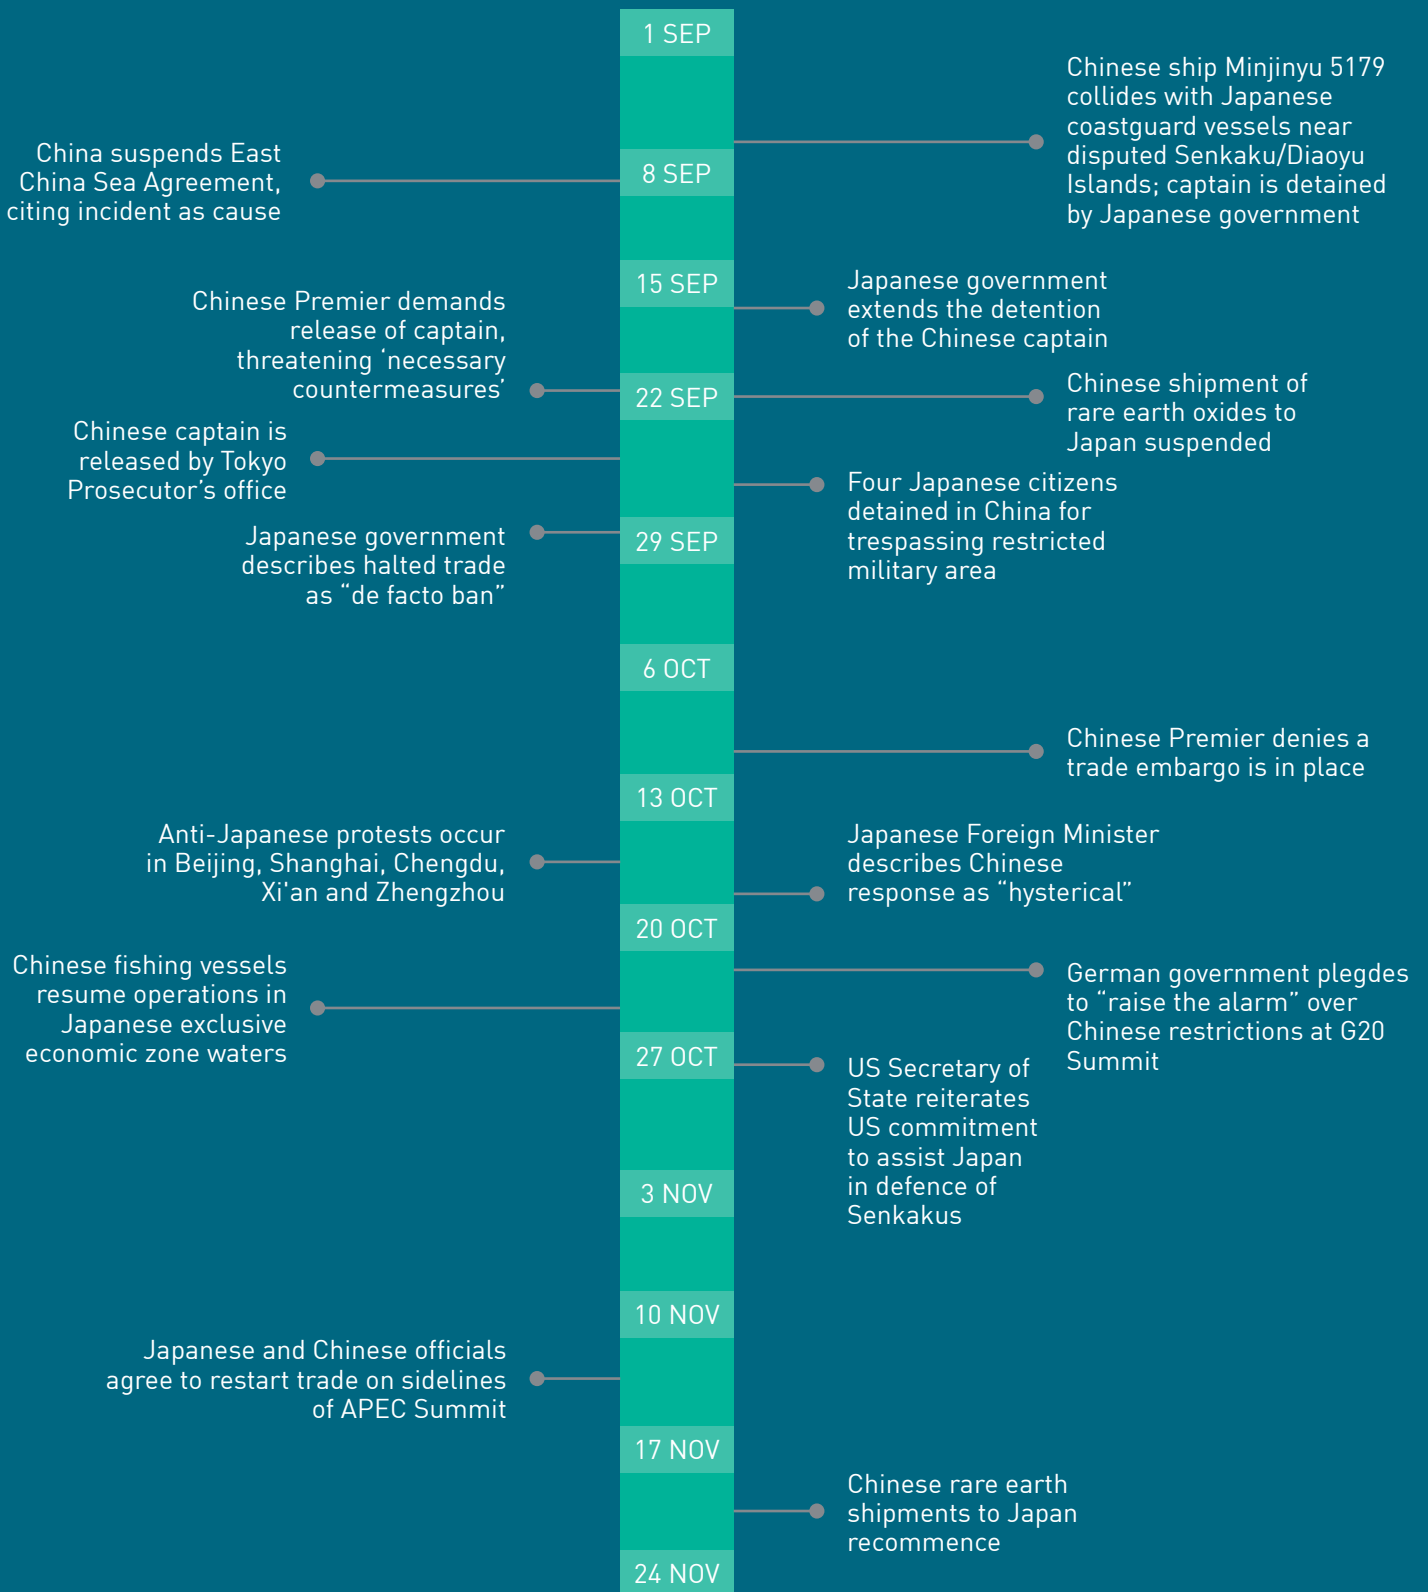 1 SEP
Chinese ship Minjinyu 5179
collides with Japanese
coastguard vessels near
disputed Senkaku/Diaoyu
Islands; captain is detained
by Japanese government
China suspends East
China Sea Agreement,
citing incident as cause
8 SEP
15 SEP
Japanese government
extends the detention
of the Chinese captain
Chinese Premier demands
release of captain,
threatening ‘necessary
countermeasures’
22 SEP
Chinese shipment of
rare earth oxides to
Japan suspended
Chinese captain is
released by Tokyo
Prosecutor’s office
Four Japanese citizens
detained in China for
trespassing restricted
military area
Japanese government
describes halted trade
as “de facto ban”
29 SEP
6 OCT
Chinese Premier denies a
trade embargo is in place
13 OCT
Anti-Japanese protests occur
in Beijing, Shanghai, Chengdu,
Xi'an and Zhengzhou
Japanese Foreign Minister
describes Chinese
response as “hysterical”
20 OCT
German government plegdes
to “raise the alarm” over
Chinese restrictions at G20
Summit
Chinese fishing vessels
resume operations in
Japanese exclusive
economic zone waters
27 OCT
US Secretary of
State reiterates
US commitment
to assist Japan
in defence of
Senkakus
3 NOV
10 NOV
Japanese and Chinese officials
agree to restart trade on sidelines
of APEC Summit
17 NOV
Chinese rare earth
shipments to Japan
recommence
24 NOV